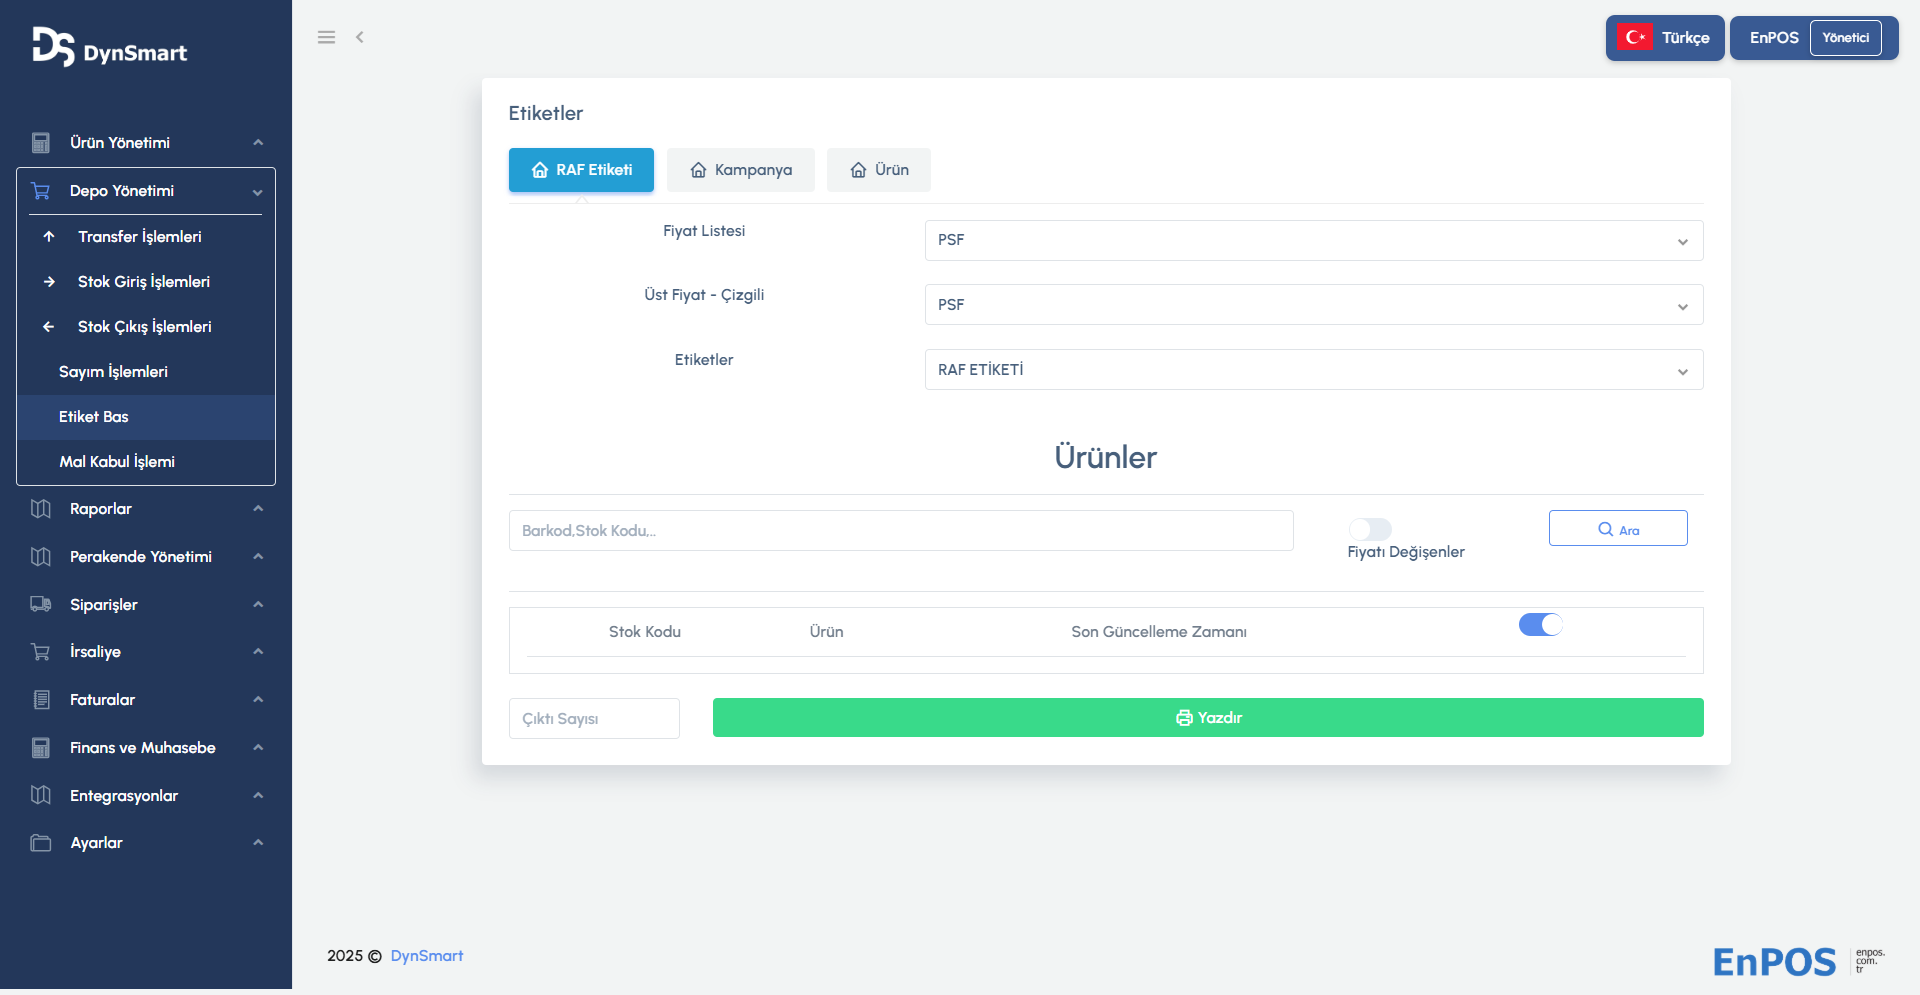 DS DynSmart
Türkçe
EnPOS Yönetici
Ürün Yönetimi
Depo Yönetimi
Transfer İşlemleri
Stok Giriş İşlemleri
Stok Çıkış İşlemleri
Sayım İşlemleri
Etiket Bas
Mal Kabul İşlemi
Raporlar
Perakende Yönetimi
Siparişler
İrsaliye
Faturalar
Finans ve Muhasebe
Entegrasyonlar
Ayarlar
Etiketler
RAF Etiketi Kampanya Ürün
Fiyat Listesi PSF
Üst Fiyat - Çizgili PSF
Etiketler RAF ETİKETİ
Ürünler
Barkod,Stok Kodu,.. Fiyatı Değişenler Ara
Stok Kodu Ürün Son Güncelleme Zamanı
Çıktı Sayısı Yazdır
2025 © DynSmart
EnPOS enpos.
com.
tr